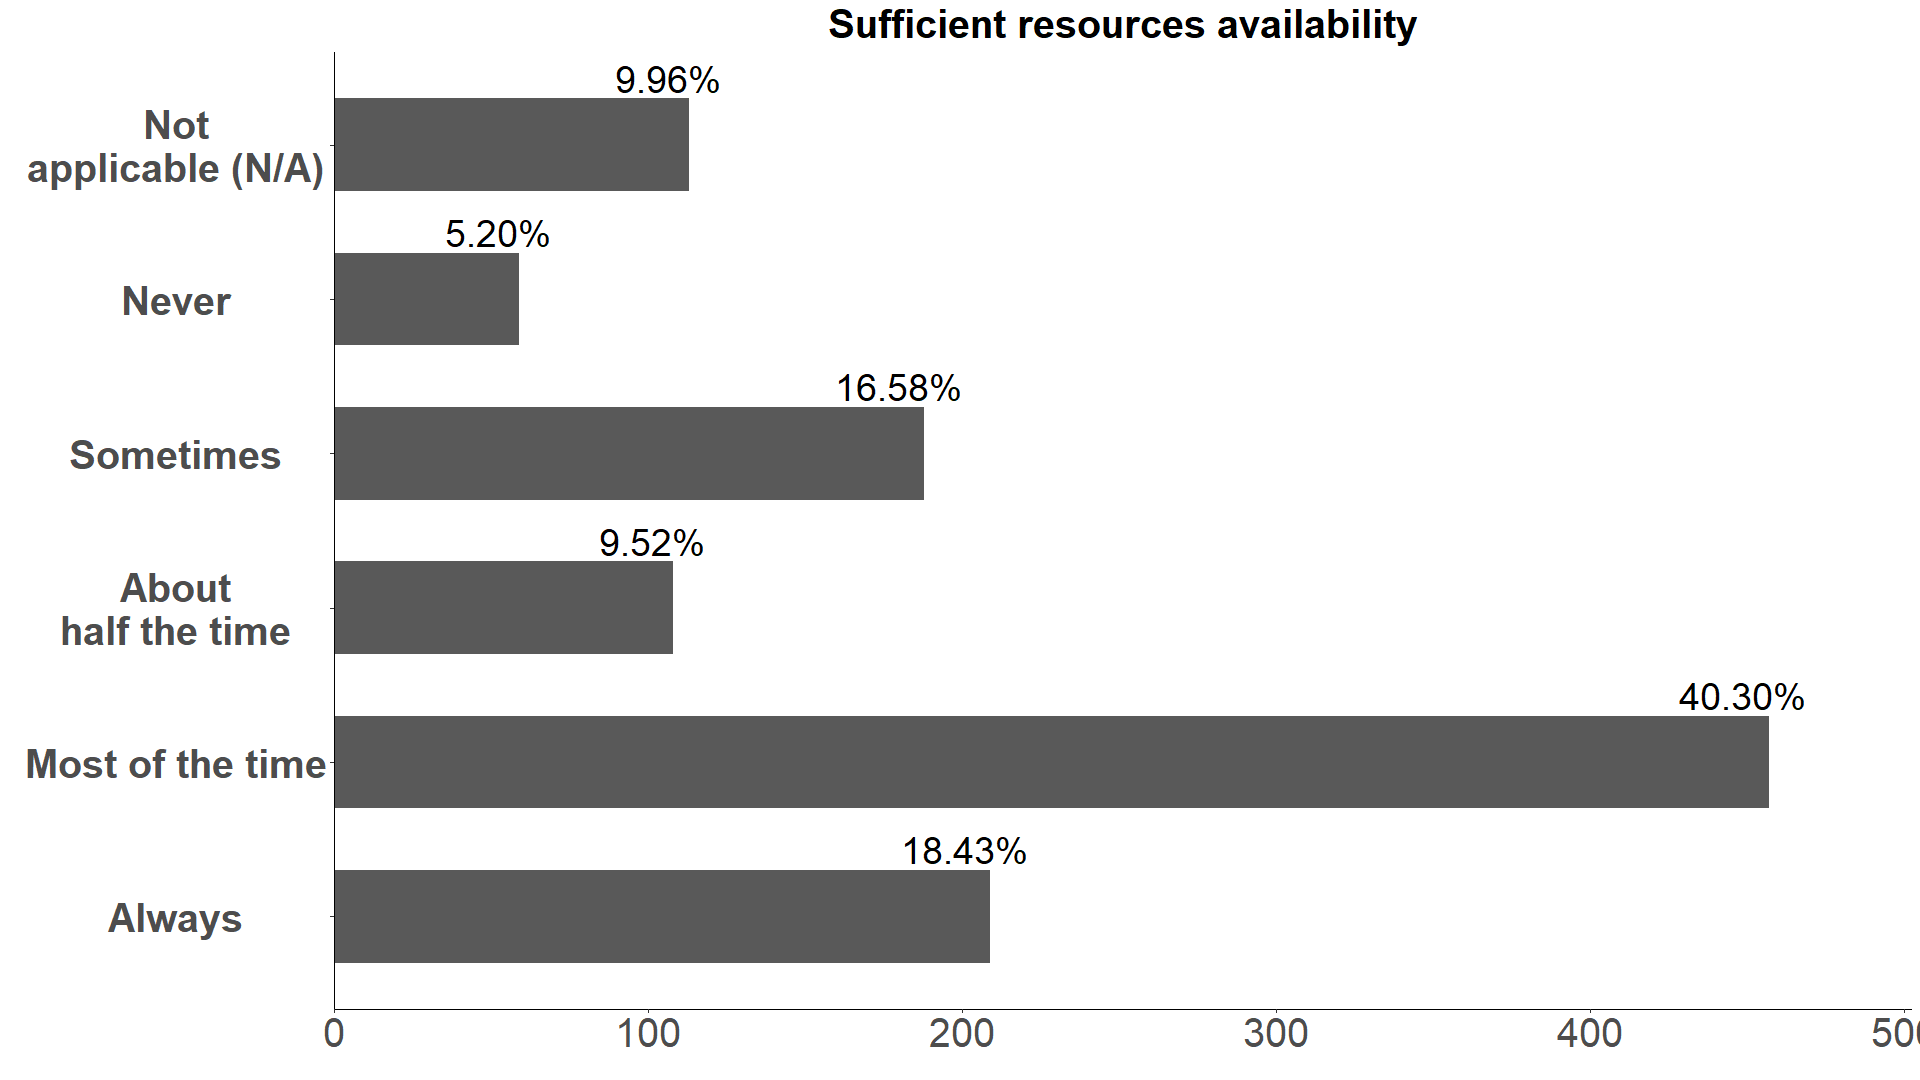 Sufficient resources availability
9.96%
Not
applicable (N/A)
5.20%
Never
16.58%
Sometimes
9.52%
About
half the time
40.30%
Most of the time
18.43%
Always
0 100 200 300 400 50